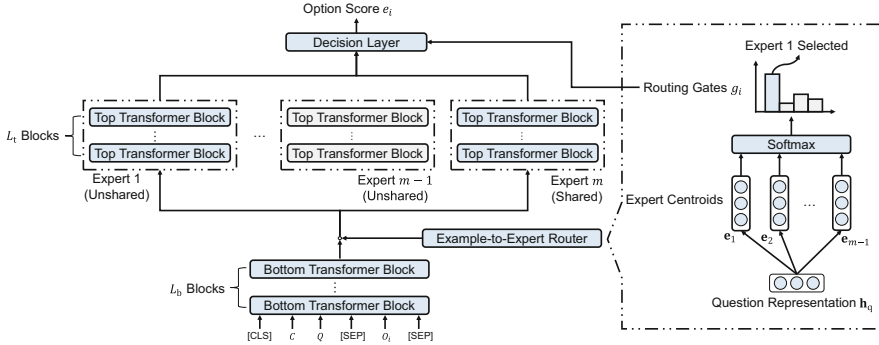 Option Score e_i
Decision Layer
Expert 1 Selected
Routing Gates g_i
L_t Blocks
Top Transformer Block
⋮
Top Transformer Block
Expert 1
(Unshared)
...
Top Transformer Block
⋮
Top Transformer Block
Expert m − 1
(Unshared)
Top Transformer Block
⋮
Top Transformer Block
Expert m
(Shared)
Softmax
Expert Centroids
...
e_1
e_2
e_{m−1}
Question Representation h_q
Example-to-Expert Router
L_b Blocks
Bottom Transformer Block
⋮
Bottom Transformer Block
[CLS] C Q [SEP] O_i [SEP]